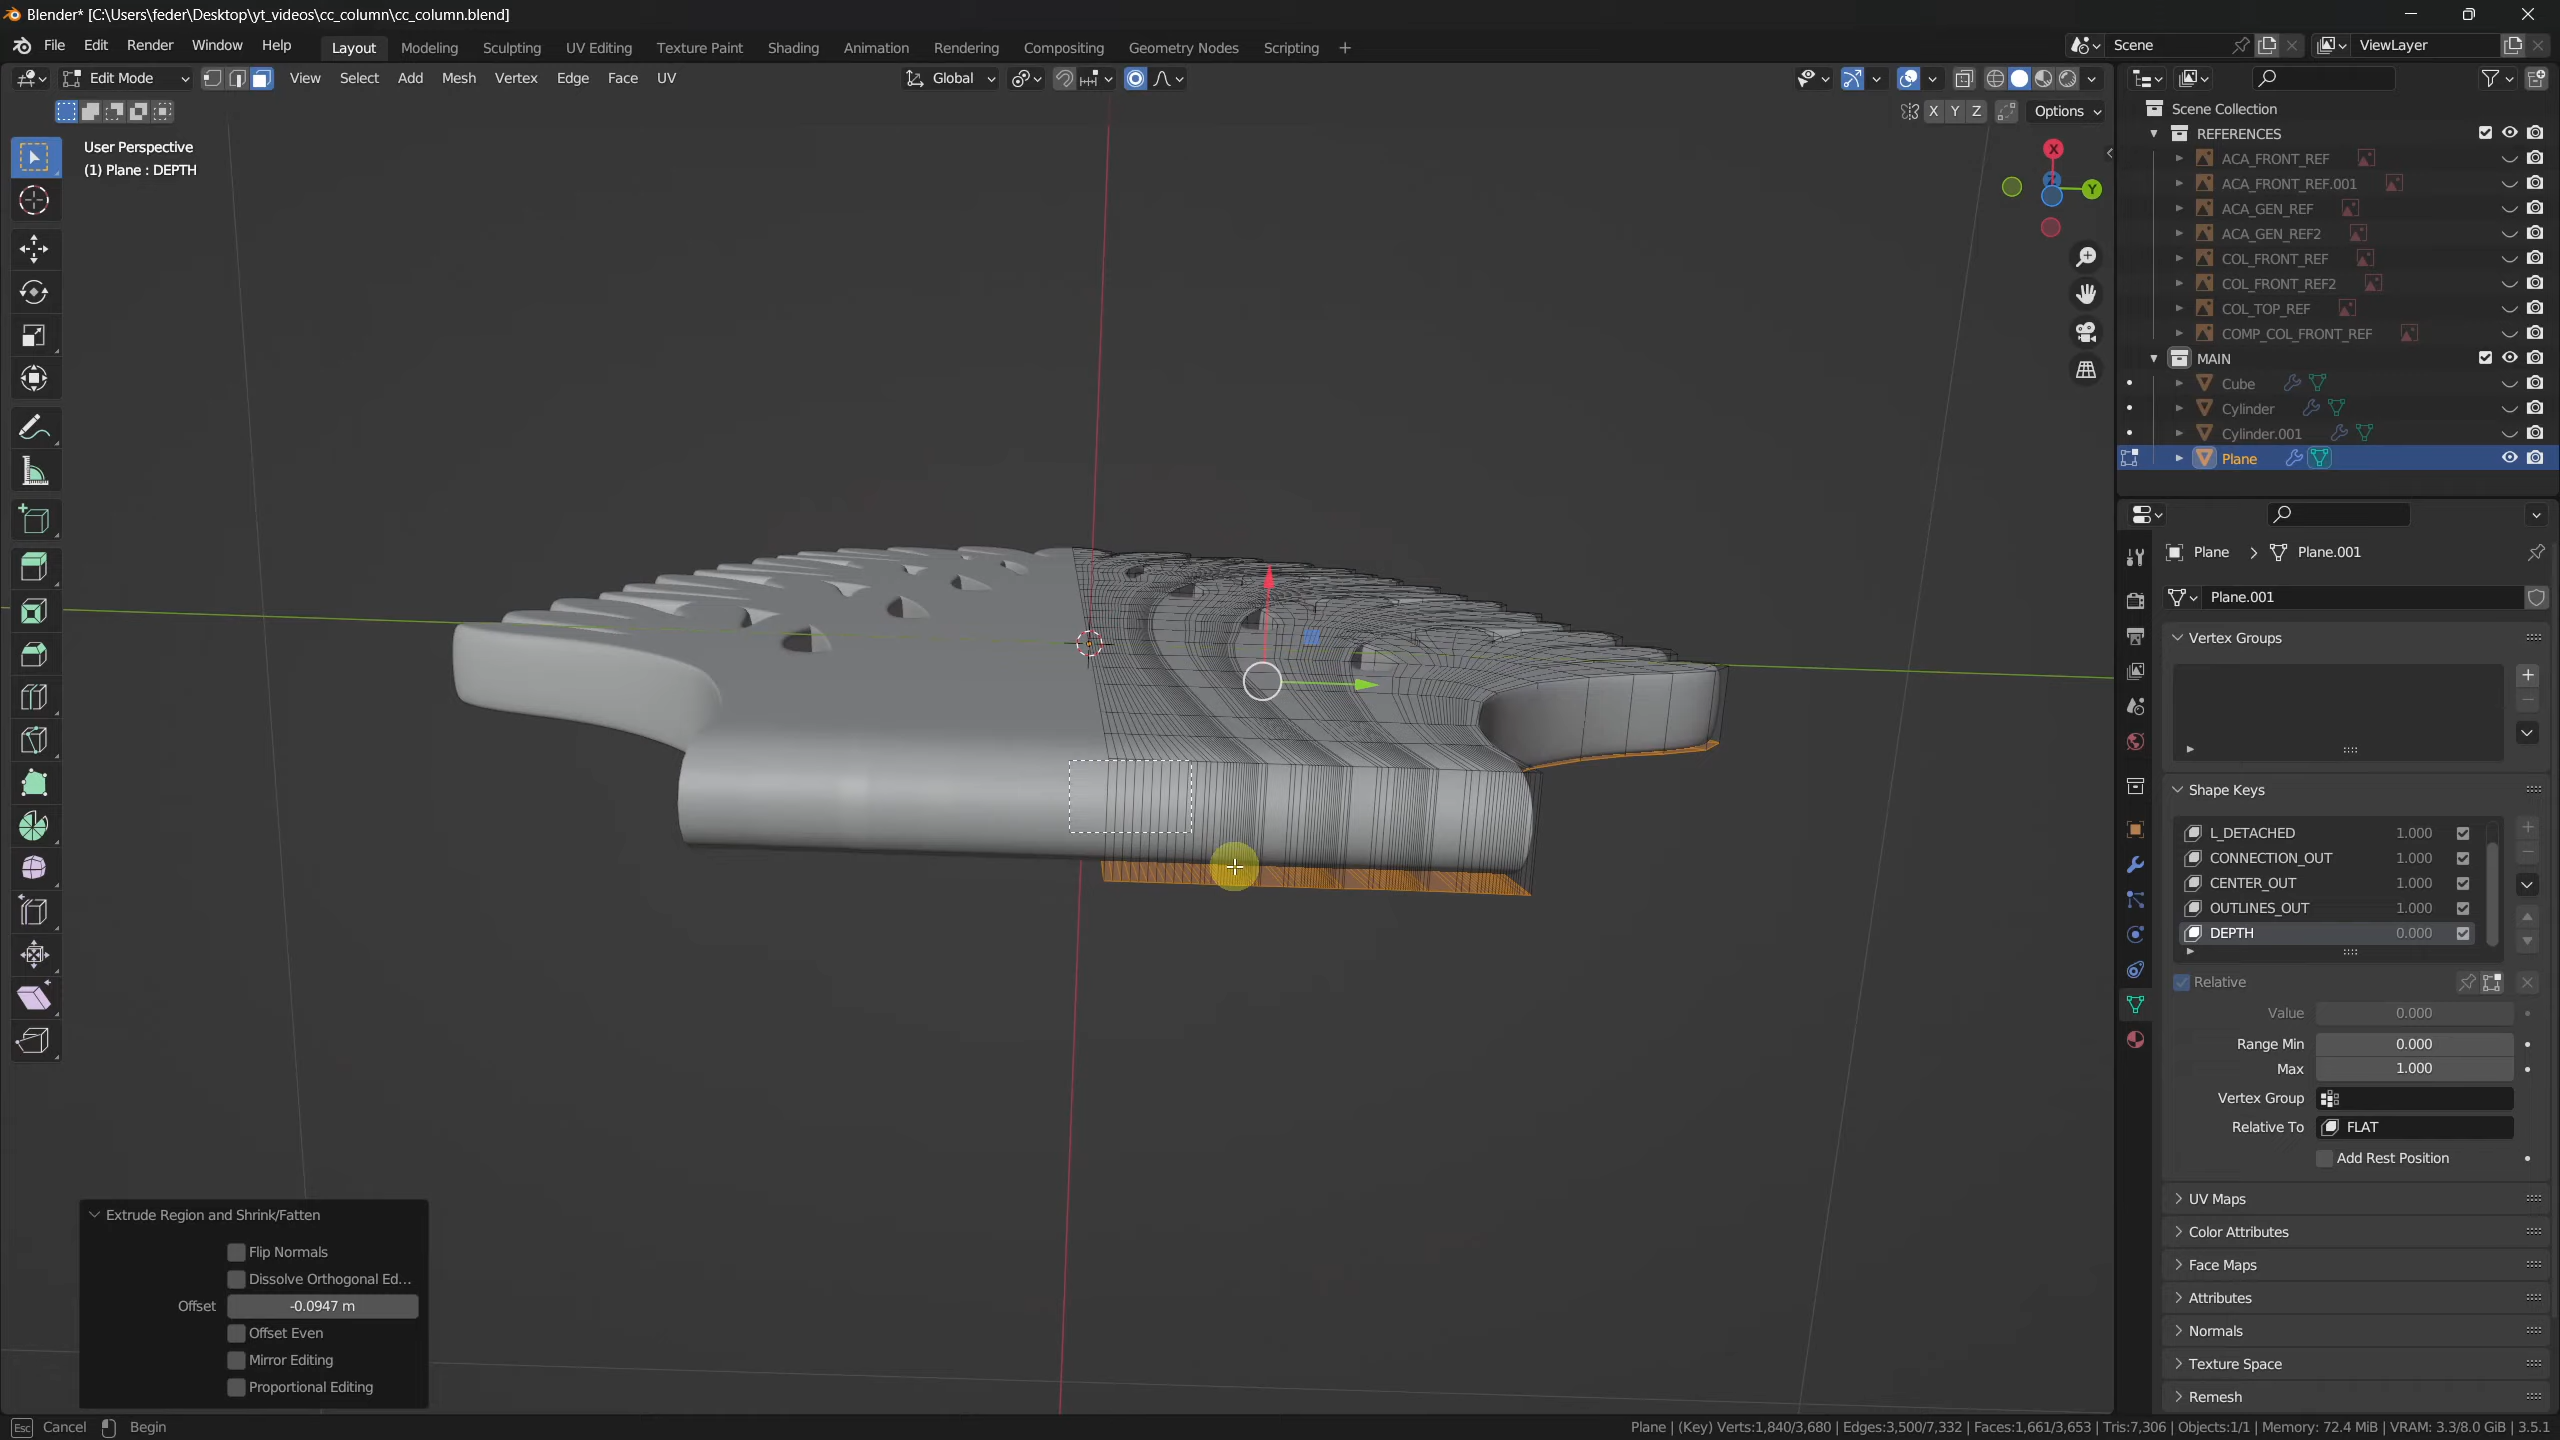 Blender* [C:\Users\feder\Desktop\yt_videos\cc_column\cc_column.blend]
File Edit Render Window Help Layout Modeling Sculpting UV Editing Texture Paint Shading Animation Rendering Compositing Geometry Nodes Scripting + Scene ViewLayer
Edit Mode View Select Add Mesh Vertex Edge Face UV Global
X Y Z Options
User Perspective
(1) Plane : DEPTH
X
Z
Y
Scene Collection
REFERENCES
ACA_FRONT_REF
ACA_FRONT_REF.001
ACA_GEN_REF
ACA_GEN_REF2
COL_FRONT_REF
COL_FRONT_REF2
COL_TOP_REF
COMP_COL_FRONT_REF
MAIN
Cube
Cylinder
Cylinder.001
Plane
Plane > Plane.001
Plane.001
Vertex Groups
Shape Keys
L_DETACHED 1.000
CONNECTION_OUT 1.000
CENTER_OUT 1.000
OUTLINES_OUT 1.000
DEPTH 0.000
Relative
Value 0.000
Range Min 0.000
Max 1.000
Vertex Group
Relative To FLAT
Add Rest Position
UV Maps
Color Attributes
Face Maps
Attributes
Normals
Texture Space
Remesh
Extrude Region and Shrink/Fatten
Flip Normals
Dissolve Orthogonal Ed...
Offset -0.0947 m
Offset Even
Mirror Editing
Proportional Editing
Esc Cancel Begin
Plane | (Key) Verts:1,840/3,680 | Edges:3,500/7,332 | Faces:1,661/3,653 | Tris:7,306 | Objects:1/1 | Memory: 72.4 MiB | VRAM: 3.3/8.0 GiB | 3.5.1